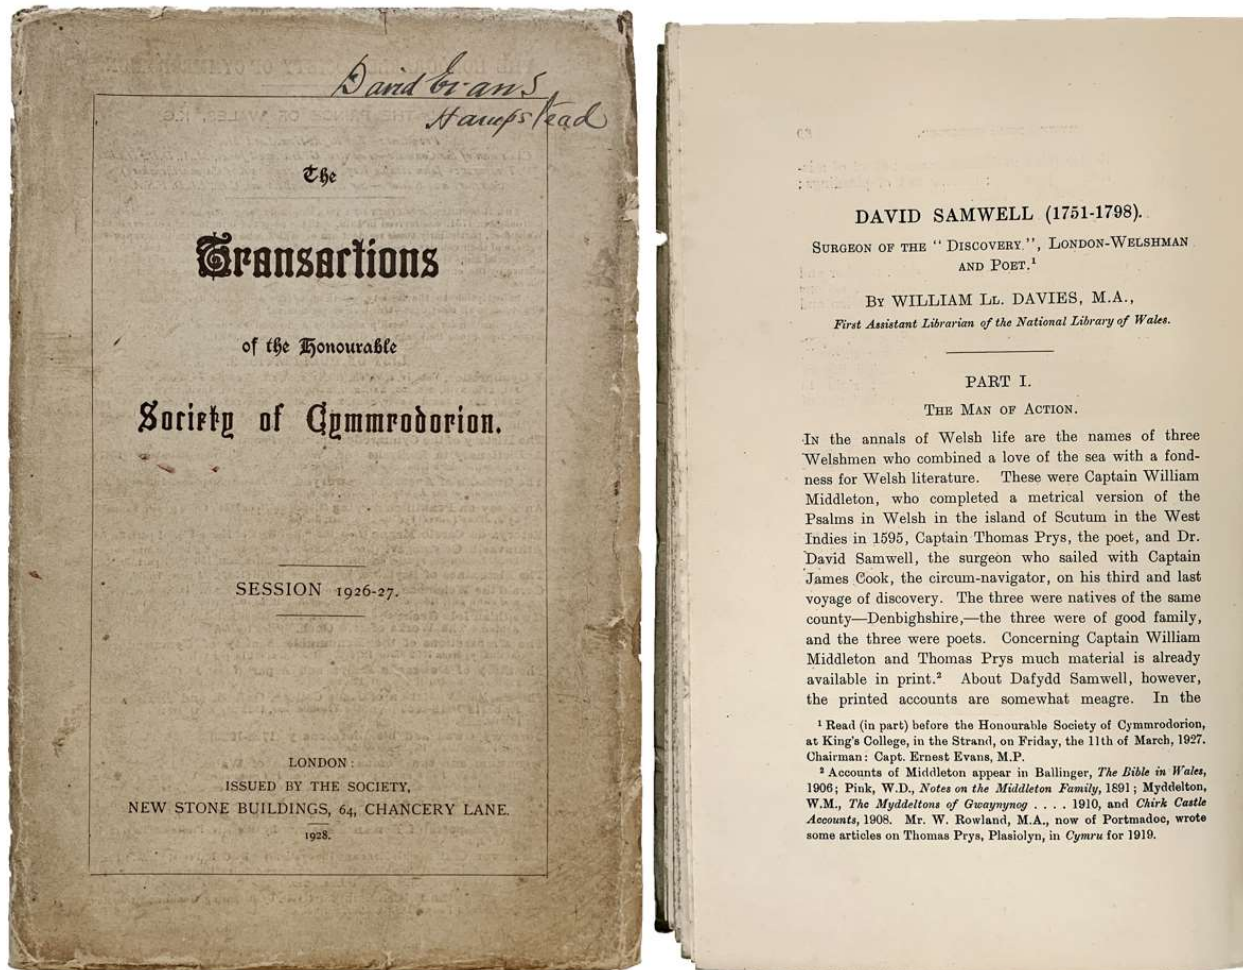 David Evans
Hampstead
The
Transactions
of the Honourable
Society of Cymmrodorion.
SESSION 1926-27.
LONDON:
ISSUED BY THE SOCIETY,
NEW STONE BUILDINGS, 64, CHANCERY LANE.
1928.
DAVID SAMWELL (1751-1798).
SURGEON OF THE "DISCOVERY.", LONDON-WELSHMAN
AND POET.¹
BY WILLIAM LL. DAVIES, M.A.,
First Assistant Librarian of the National Library of Wales.
PART I.
THE MAN OF ACTION.
IN the annals of Welsh life are the names of three
Welshmen who combined a love of the sea with a fond-
ness for Welsh literature. These were Captain William
Middleton, who completed a metrical version of the
Psalms in Welsh in the island of Scutum in the West
Indies in 1595, Captain Thomas Prys, the poet, and Dr.
David Samwell, the surgeon who sailed with Captain
James Cook, the circum-navigator, on his third and last
voyage of discovery. The three were natives of the same
county—Denbighshire,—the three were of good family,
and the three were poets. Concerning Captain William
Middleton and Thomas Prys much material is already
available in print.² About Dafydd Samwell, however,
the printed accounts are somewhat meagre. In the
¹ Read (in part) before the Honourable Society of Cymmrodorion,
at King's College, in the Strand, on Friday, the 11th of March, 1927.
Chairman: Capt. Ernest Evans, M.P.
² Accounts of Middleton appear in Ballinger, The Bible in Wales,
1906; Pink, W.D., Notes on the Middleton Family, 1891; Myddelton,
W.M., The Myddeltons of Gwaynynog . . . . 1910, and Chirk Castle
Accounts, 1908. Mr. W. Rowland, M.A., now of Portmadoc, wrote
some articles on Thomas Prys, Plasiolyn, in Cymru for 1919.